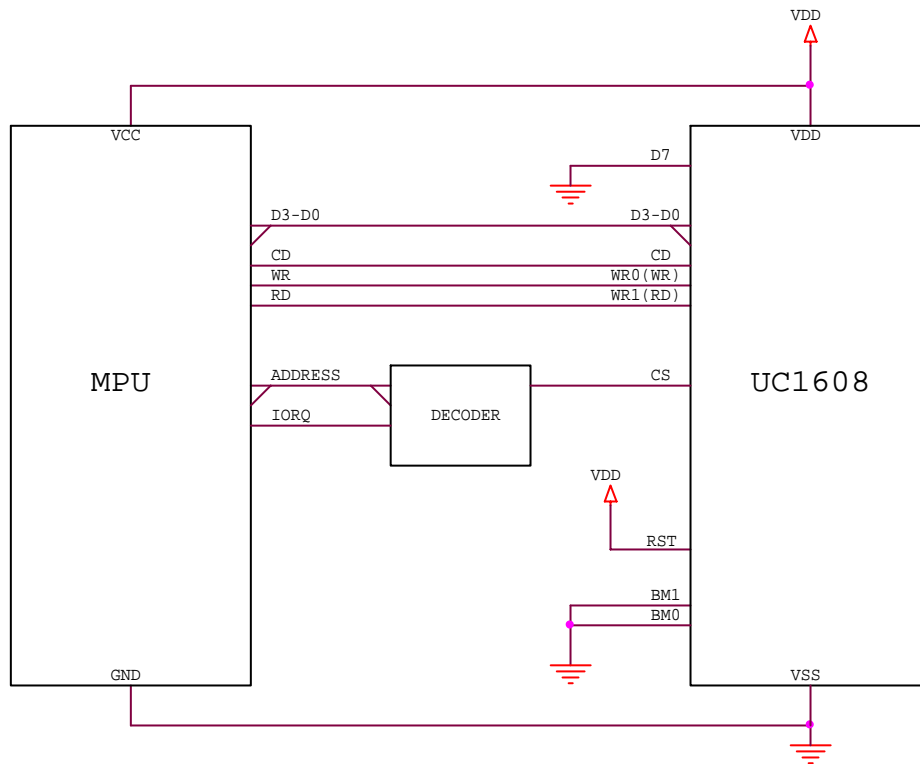 VDD
VCC
VDD
D7
D3-D0
D3-D0
CD
CD
WR
WR0(WR)
RD
WR1(RD)
MPU
ADDRESS
CS
UC1608
IORQ
DECODER
VDD
RST
BM1
BM0
GND
VSS